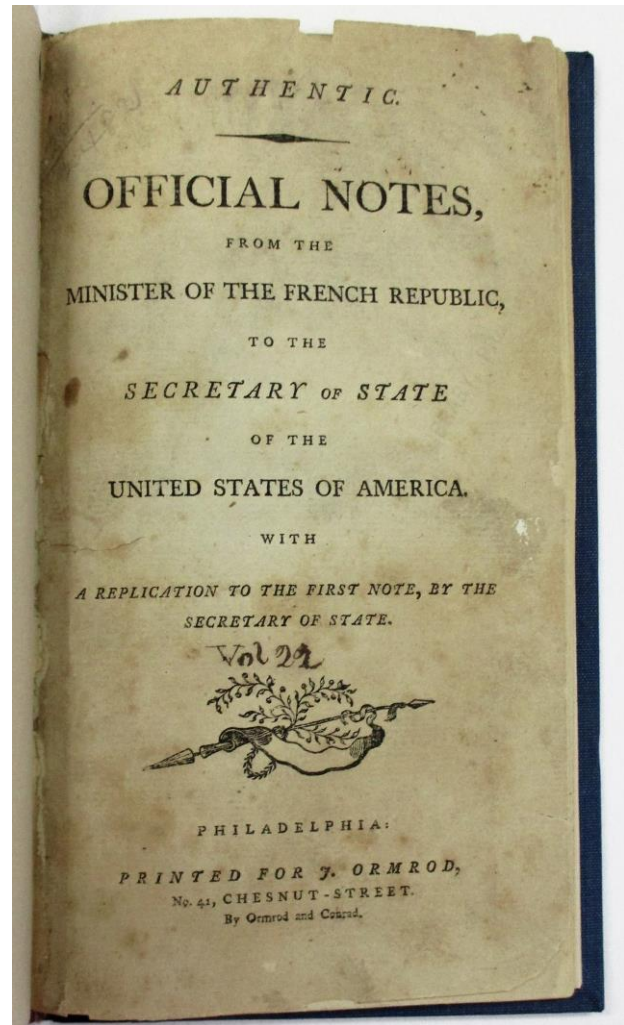 AUTHENTIC.
OFFICIAL NOTES,
FROM THE
MINISTER OF THE FRENCH REPUBLIC,
TO THE
SECRETARY OF STATE
OF THE
UNITED STATES OF AMERICA.
WITH
A REPLICATION TO THE FIRST NOTE, BY THE
SECRETARY OF STATE.
Vol 22
PHILADELPHIA:
PRINTED FOR J. ORMROD,
No. 41, CHESNUT-STREET.
By Ormrod and Conrad.